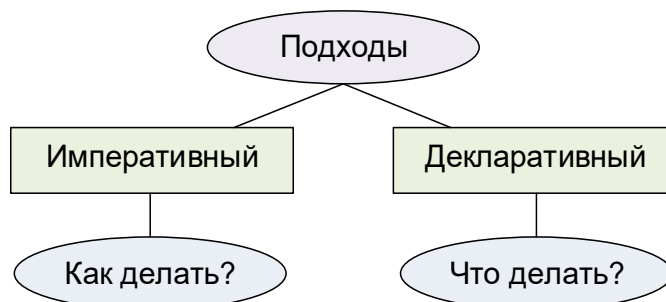 Подходы
Императивный
Декларативный
Как делать?
Что делать?